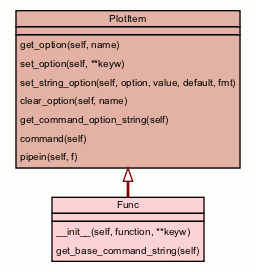 PlotItem
get_option(self, name)
set_option(self, **keyw)
set_string_option(self, option, value, default, fmt)
clear_option(self, name)
get_command_option_string(self)
command(self)
pipein(self, f)
Func
__init__(self, function, **keyw)
get_base_command_string(self)